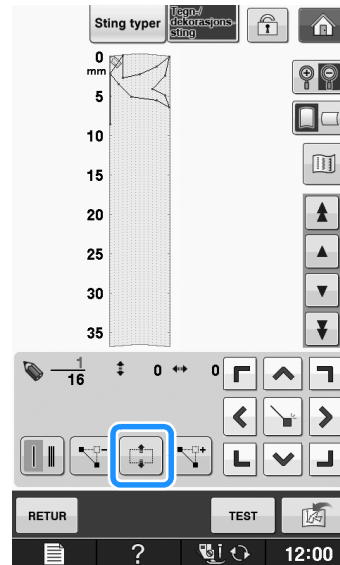 Sting typer
Tegn-/
dekorasjons-
sting
0
mm
5
10
15
20
25
30
35
1
16
0
0
RETUR
TEST
?
12:00